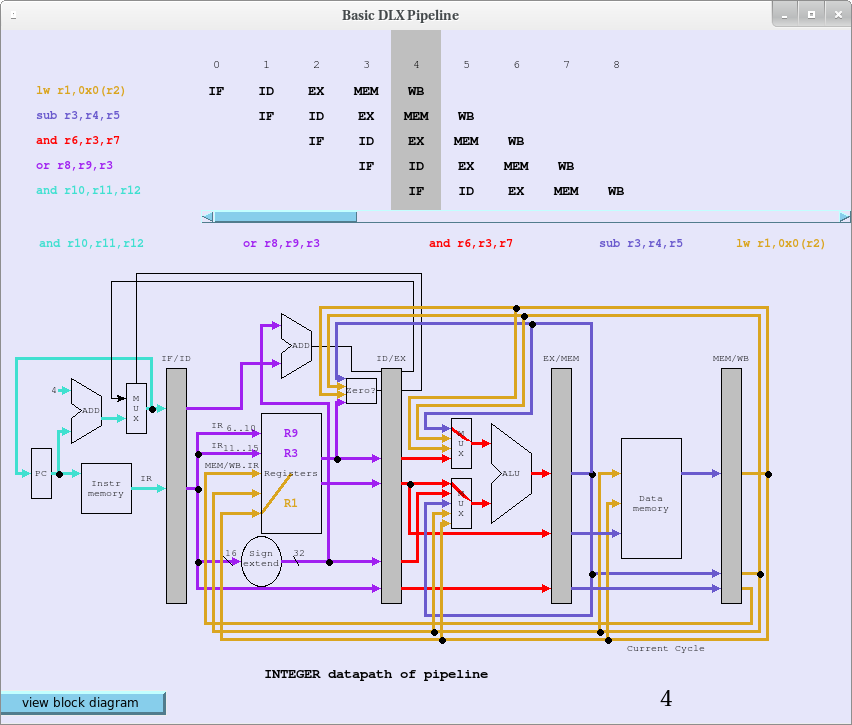 Basic DLX Pipeline
0 1 2 3 4 5 6 7 8
lw r1,0x0(r2) IF ID EX MEM WB
sub r3,r4,r5 IF ID EX MEM WB
and r6,r3,r7 IF ID EX MEM WB
or r8,r9,r3 IF ID EX MEM WB
and r10,r11,r12 IF ID EX MEM WB
and r10,r11,r12 or r8,r9,r3 and r6,r3,r7 sub r3,r4,r5 lw r1,0x0(r2)
ADD
IF/ID ID/EX EX/MEM MEM/WB
4
ADD
MUX
Zero?
IR 6..10
R9
IR 11..15
R3
MEM/WB.IR
Registers
R1
MUX
ALU
MUX
PC
Instr
memory
IR
Data
memory
16
Sign
extend
32
Current Cycle
INTEGER datapath of pipeline
view block diagram
4